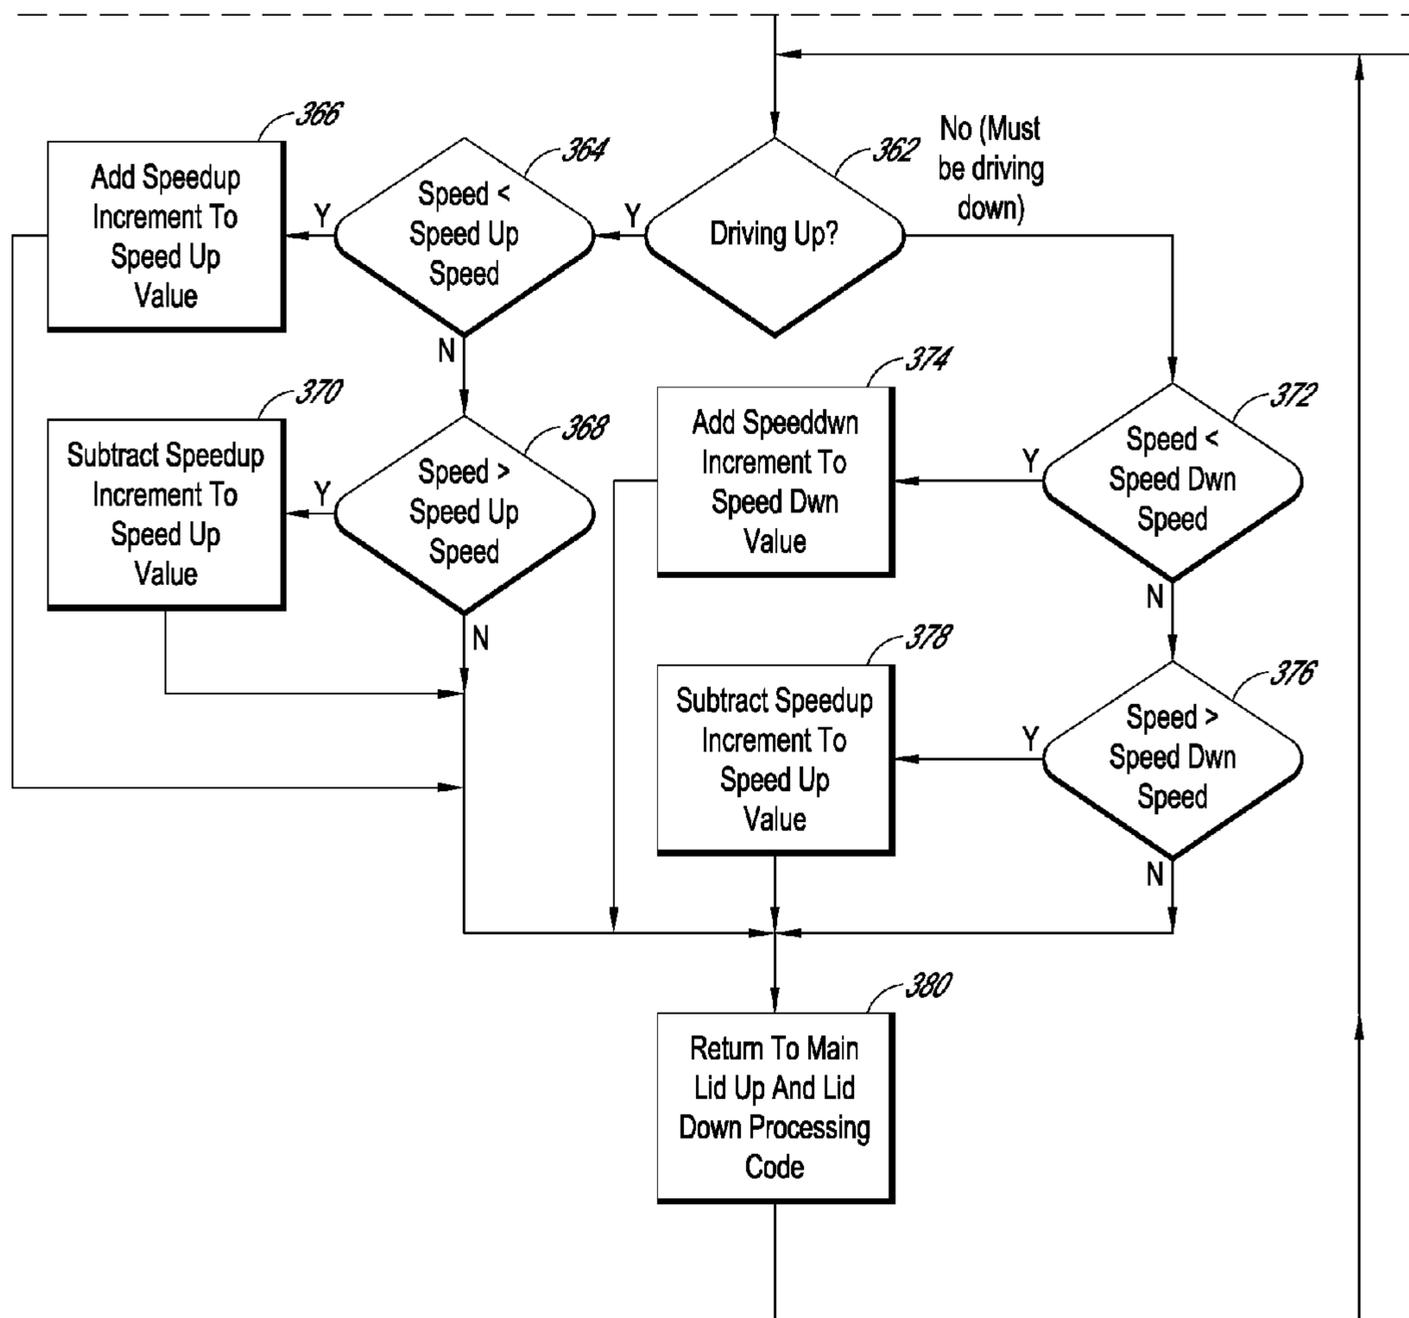 366
Add Speedup
Increment To
Speed Up
Value
Y
364
Speed <
Speed Up
Speed
N
Y
362
Driving Up?
No (Must
be driving
down)
370
Subtract Speedup
Increment To
Speed Up
Value
Y
368
Speed >
Speed Up
Speed
N
374
Add Speeddwn
Increment To
Speed Dwn
Value
Y
372
Speed <
Speed Dwn
Speed
N
378
Subtract Speedup
Increment To
Speed Up
Value
Y
376
Speed >
Speed Dwn
Speed
N
380
Return To Main
Lid Up And Lid
Down Processing
Code